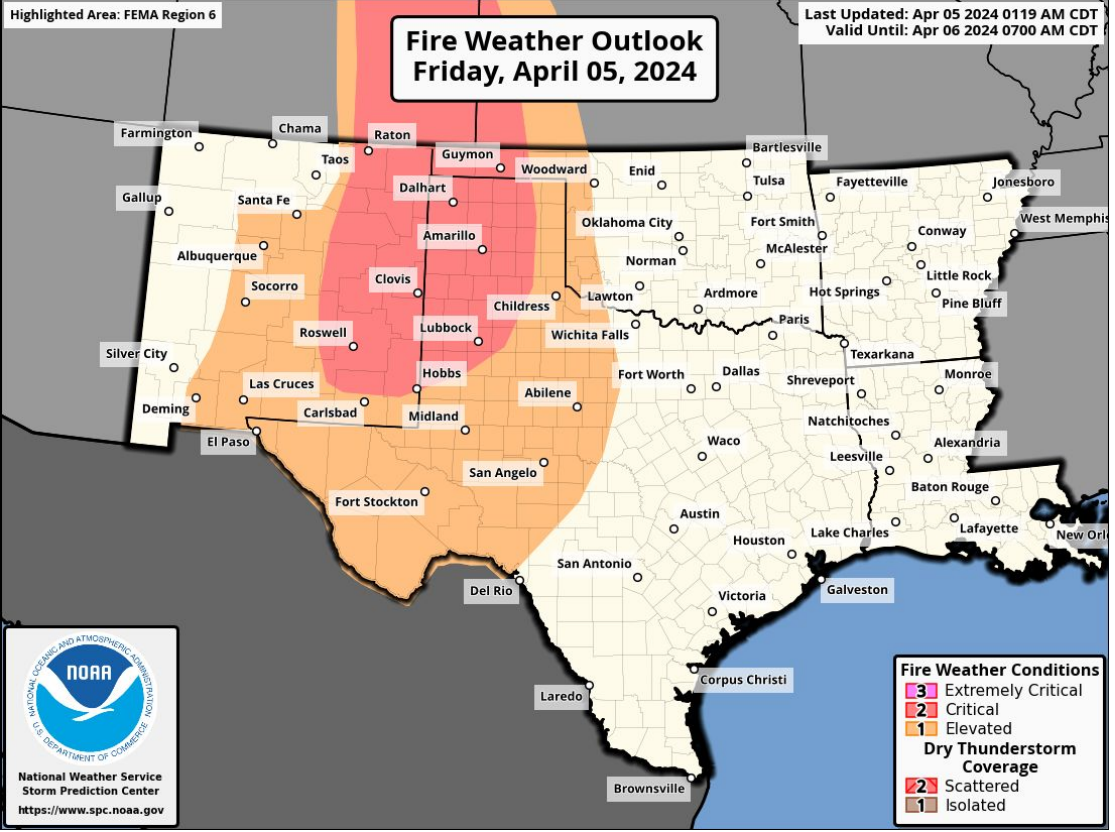 Highlighted Area: FEMA Region 6
Fire Weather Outlook
Friday, April 05, 2024
Last Updated: Apr 05 2024 0119 AM CDT
Valid Until: Apr 06 2024 0700 AM CDT
Farmington
Chama
Raton
Taos
Guymon
Woodward
Enid
Bartlesville
Tulsa
Fayetteville
Jonesboro
Gallup
Santa Fe
Dalhart
Oklahoma City
Fort Smith
West Memphis
Albuquerque
Amarillo
Norman
McAlester
Conway
Socorro
Clovis
Childress
Lawton
Ardmore
Hot Springs
Little Rock
Pine Bluff
Roswell
Lubbock
Wichita Falls
Paris
Silver City
Texarkana
Hobbs
Fort Worth
Dallas
Shreveport
Monroe
Las Cruces
Abilene
Deming
Carlsbad
Midland
Natchitoches
El Paso
Waco
Alexandria
San Angelo
Leesville
Fort Stockton
Baton Rouge
Austin
Lake Charles
Lafayette
New Orl
Houston
San Antonio
Del Rio
Galveston
Victoria
Laredo
Corpus Christi
Brownsville
NATIONAL OCEANIC AND ATMOSPHERIC ADMINISTRATION
NOAA
U.S. DEPARTMENT OF COMMERCE
National Weather Service
Storm Prediction Center
https://www.spc.noaa.gov
Fire Weather Conditions
3 Extremely Critical
2 Critical
1 Elevated
Dry Thunderstorm
Coverage
2 Scattered
1 Isolated